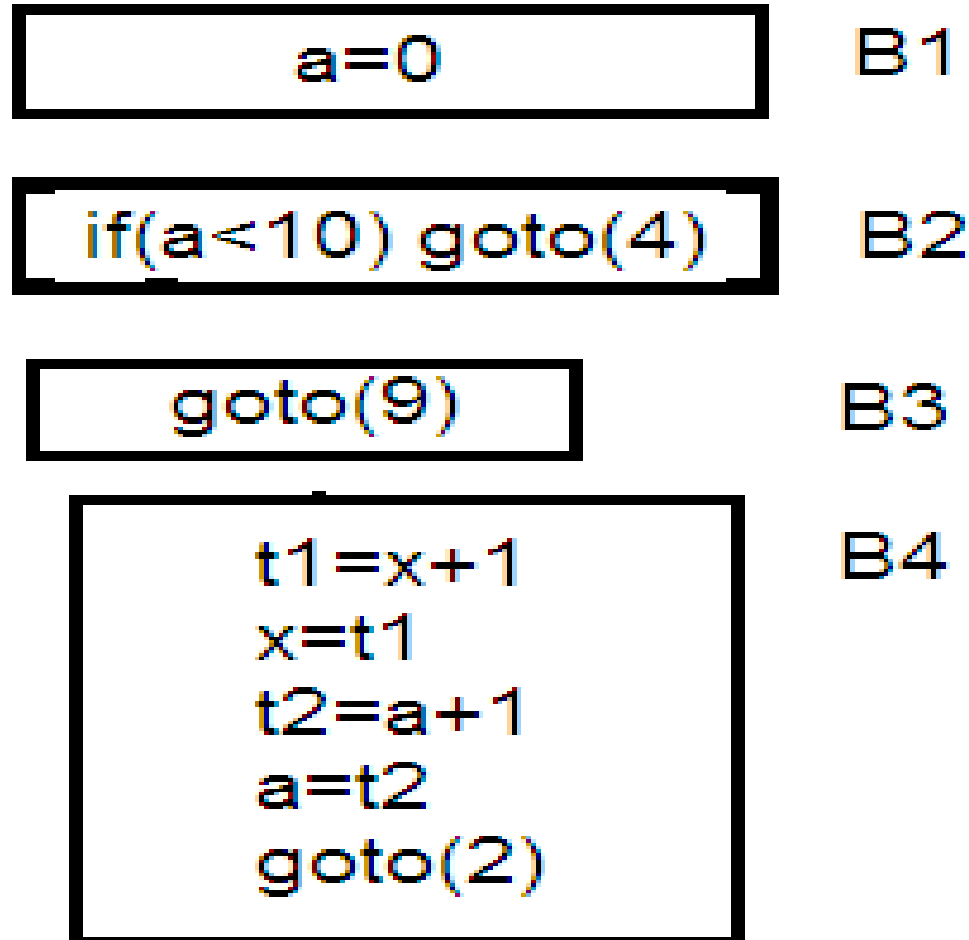 a=0 B1
if(a<10) goto(4) B2
goto(9) B3
t1=x+1 B4
x=t1
t2=a+1
a=t2
goto(2)